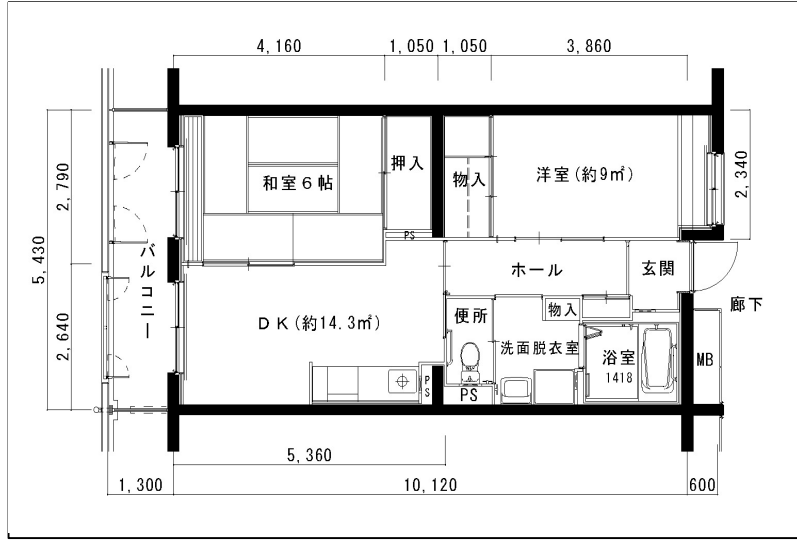 4,160
1,050
1,050
3,860
押入
物入
洋室(約9㎡)
和室6帖
2,340
2,790
5,430
2,640
PS
バルコニー
ホール
玄関
廊下
DK(約14.3㎡)
便所
物入
洗面脱衣室
浴室
1418
MB
PS
PS
5,360
1,300
10,120
600